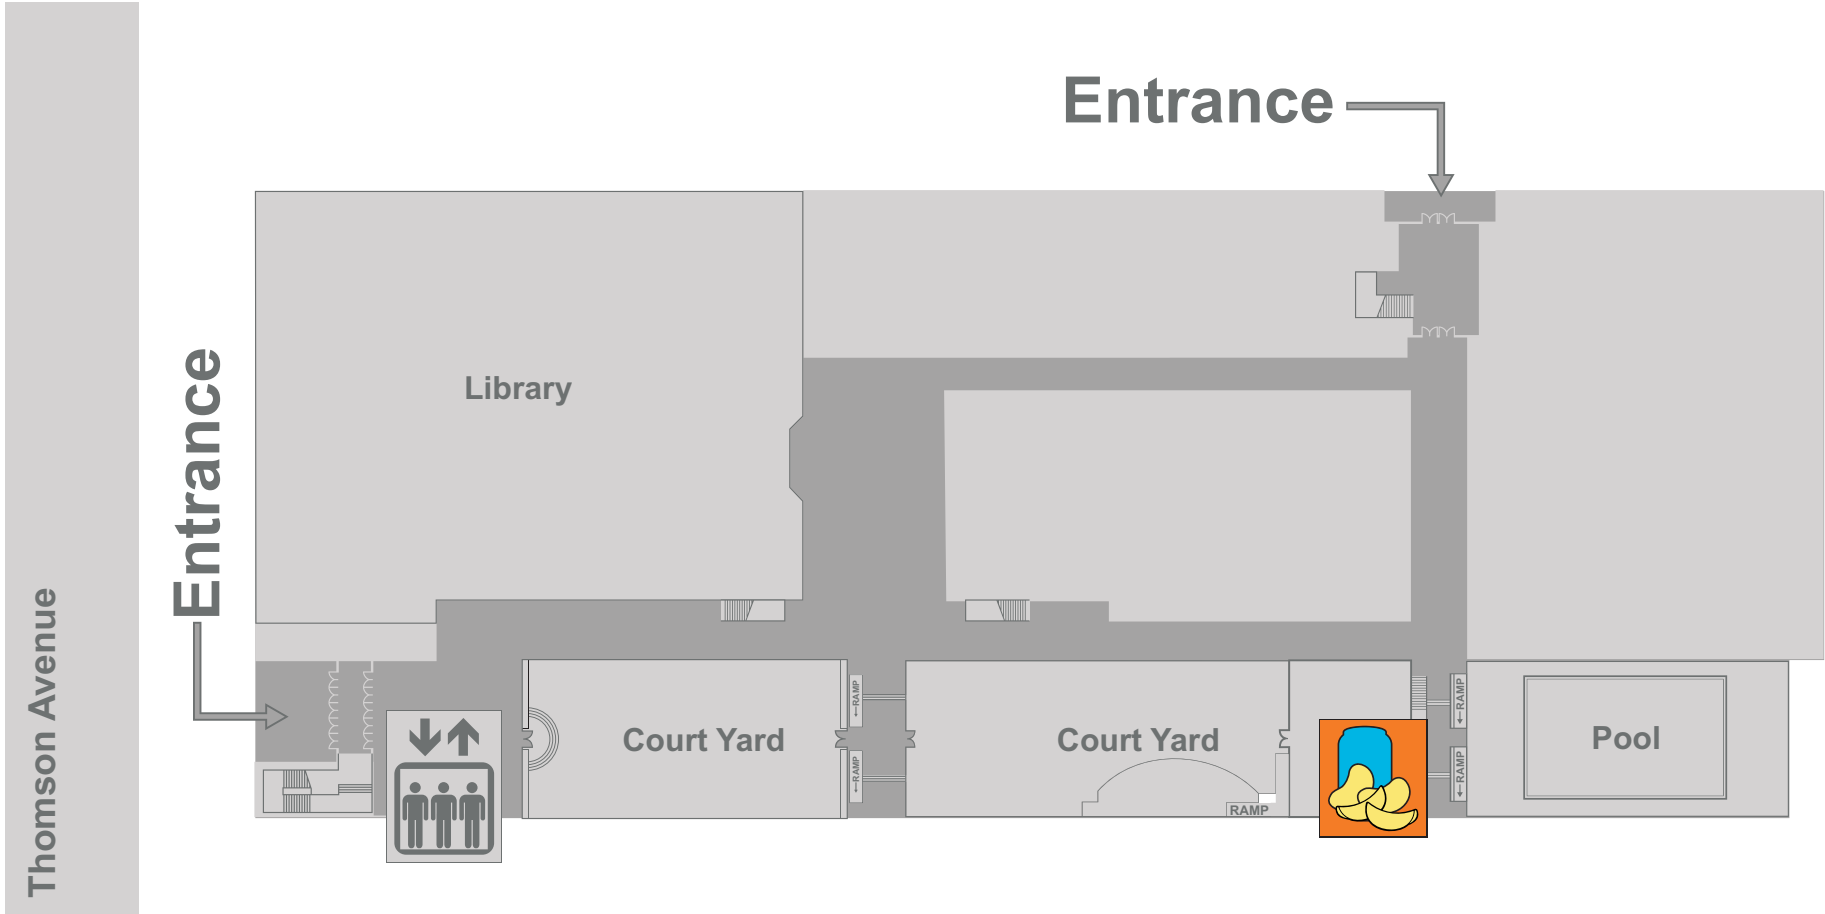 Entrance
Library
Entrance
Thomson Avenue
Court Yard
Court Yard
Pool
RAMP
RAMP
RAMP
RAMP
RAMP